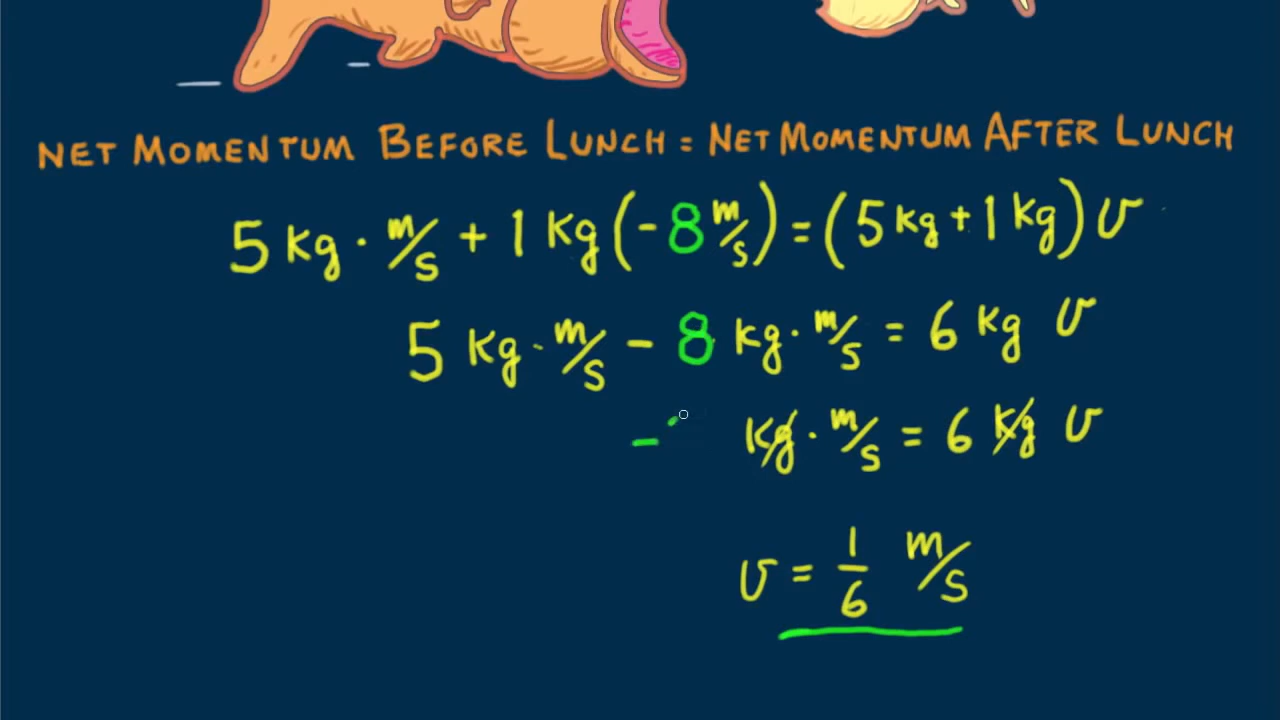 NET MOMENTUM BEFORE LUNCH = NET MOMENTUM AFTER LUNCH
5 kg · m/s + 1 kg (-8 m/s) = (5 kg + 1 kg) v
5 kg · m/s - 8 kg · m/s = 6 kg v
- kg · m/s = 6 kg v
v = 1/6 m/s